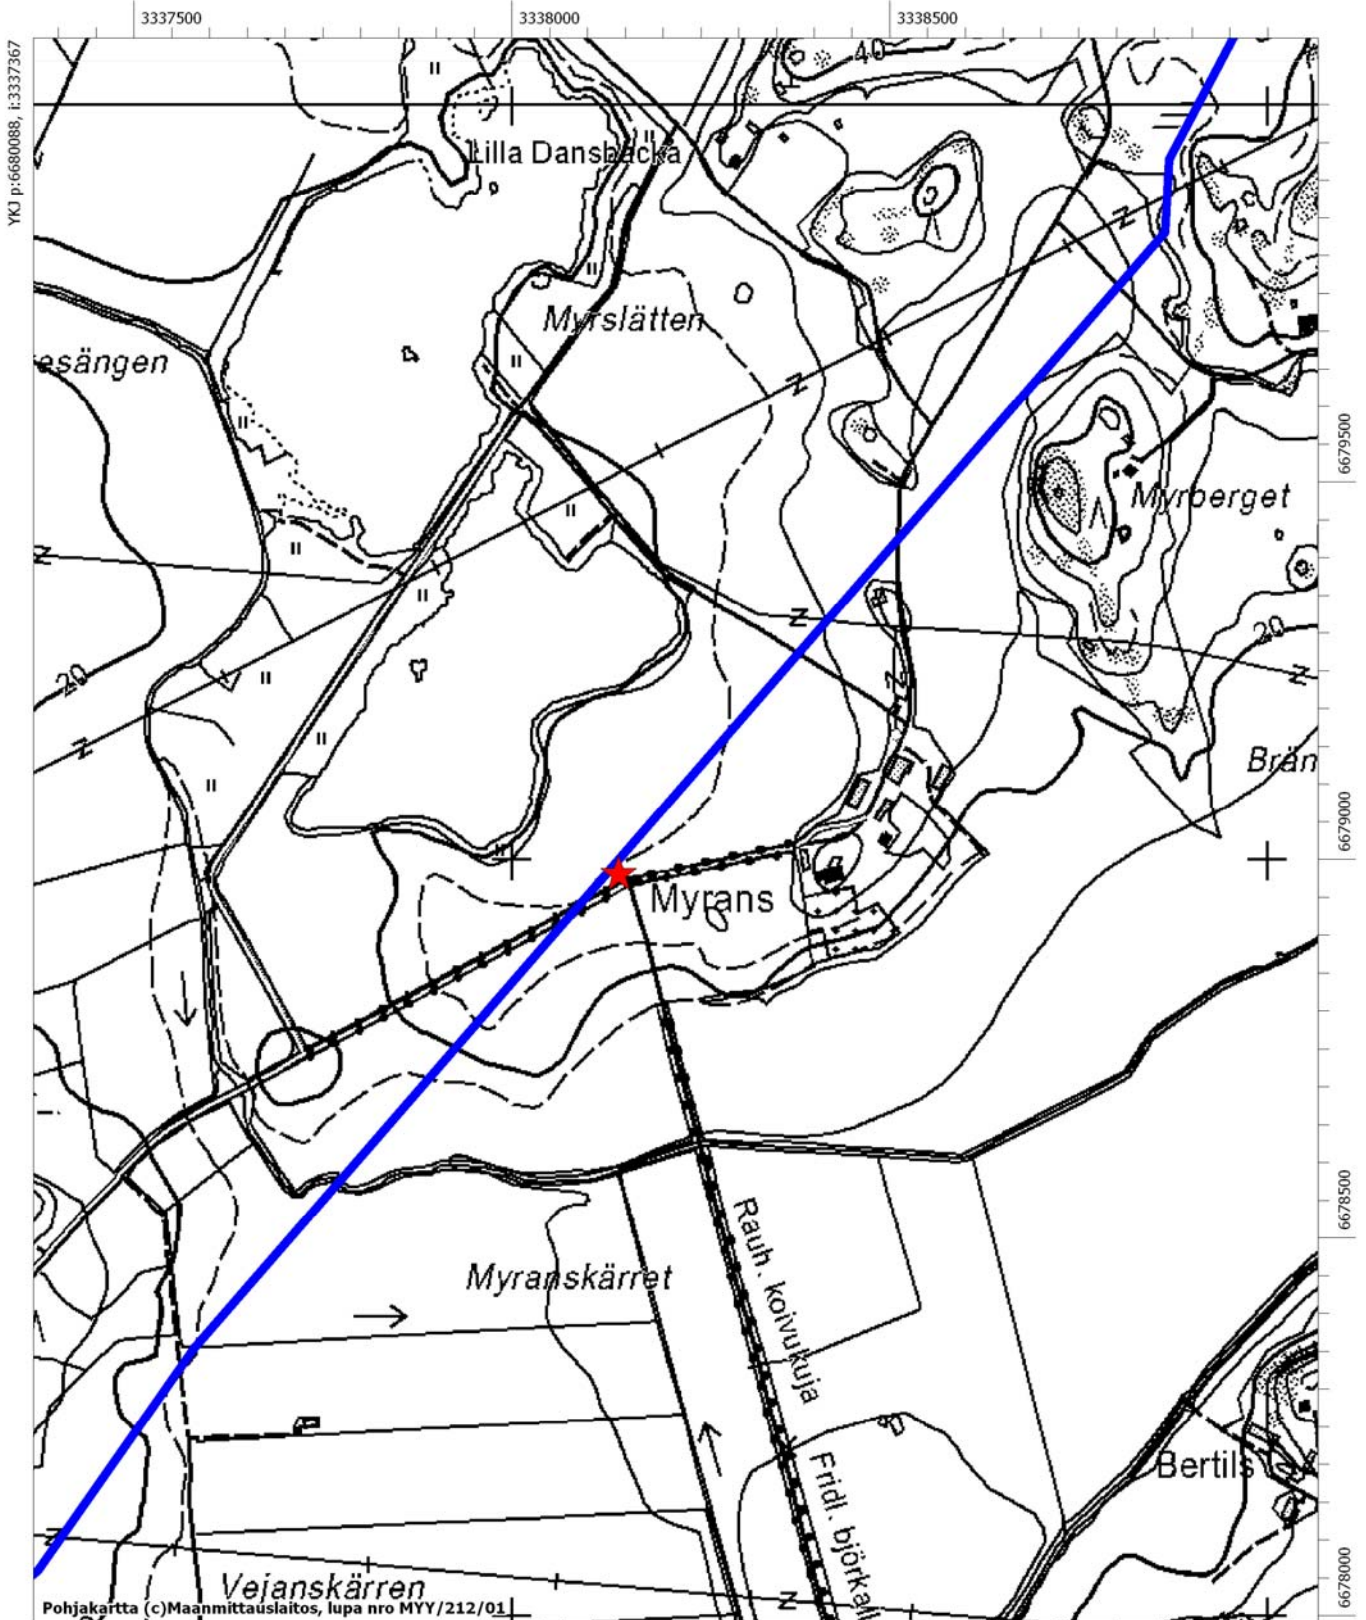 3337500
3338000
3338500
YKJ p:6680088, i:3337367
40
Lilla Dansbacka
Myrslätten
esängen
6679500
Myrberget
20
20
Brän
6679000
Myrans
6678500
Rauh. koivukuja
Myranskärret
Fridl. björkall
Bertils
6678000
Vejanskärren
Pohjakartta (c)Maanmittauslaitos, lupa nro MYY/212/01